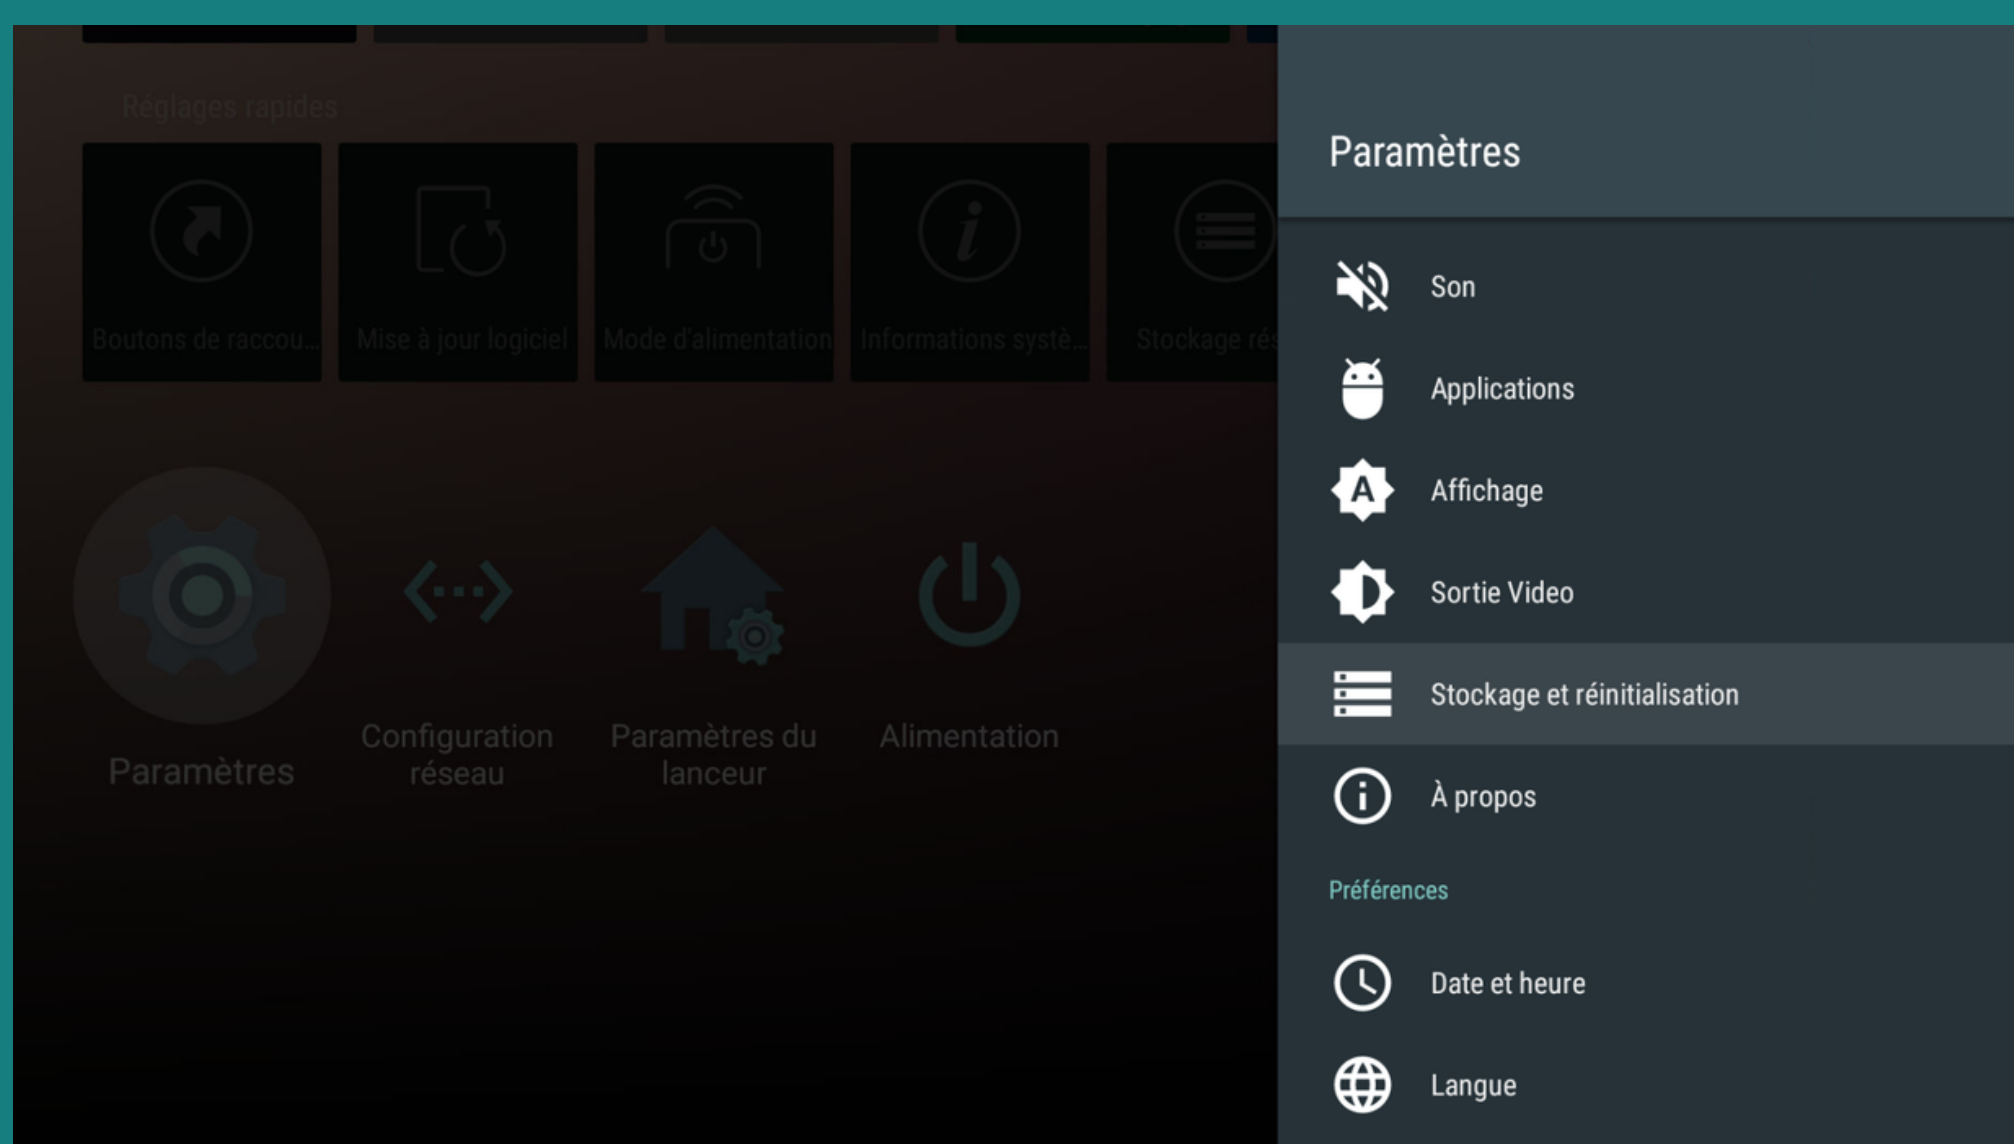 Réglages rapides
Boutons de raccou...
Mise à jour logiciel
Mode d'alimentation
Informations systè...
Stockage rés
Paramètres
Configuration
réseau
Paramètres du
lanceur
Alimentation
Paramètres
Son
Applications
Affichage
Sortie Video
Stockage et réinitialisation
À propos
Préférences
Date et heure
Langue